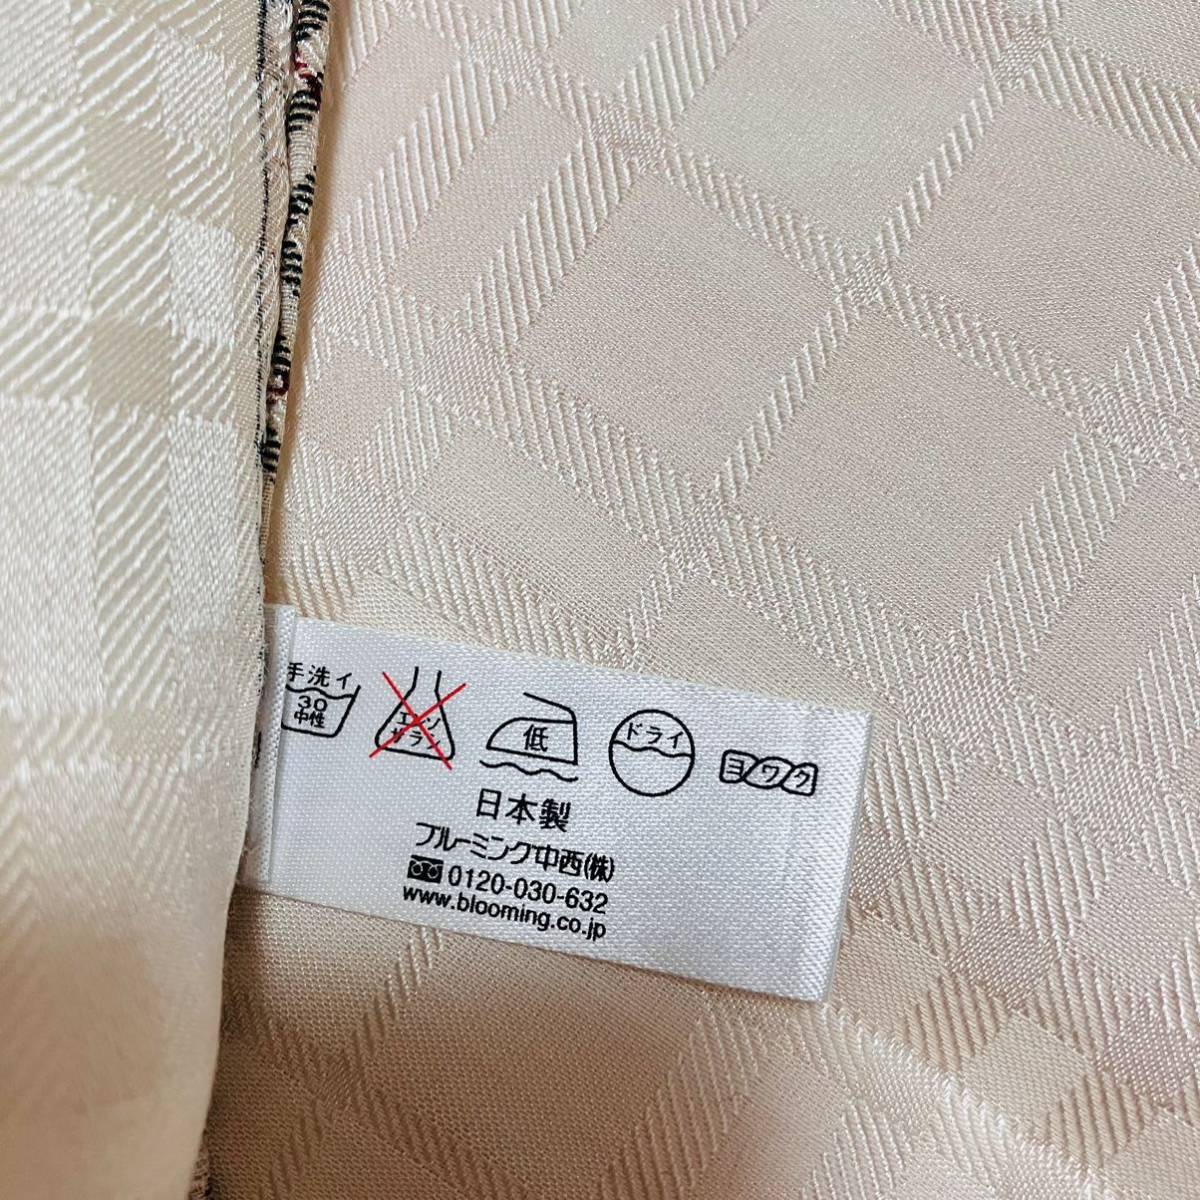 手洗イ
30
中性
エンソ
サラシ
低
ドライ
ヨワク
日本製
ブルーミング中西(株)
0120-030-632
www.blooming.co.jp